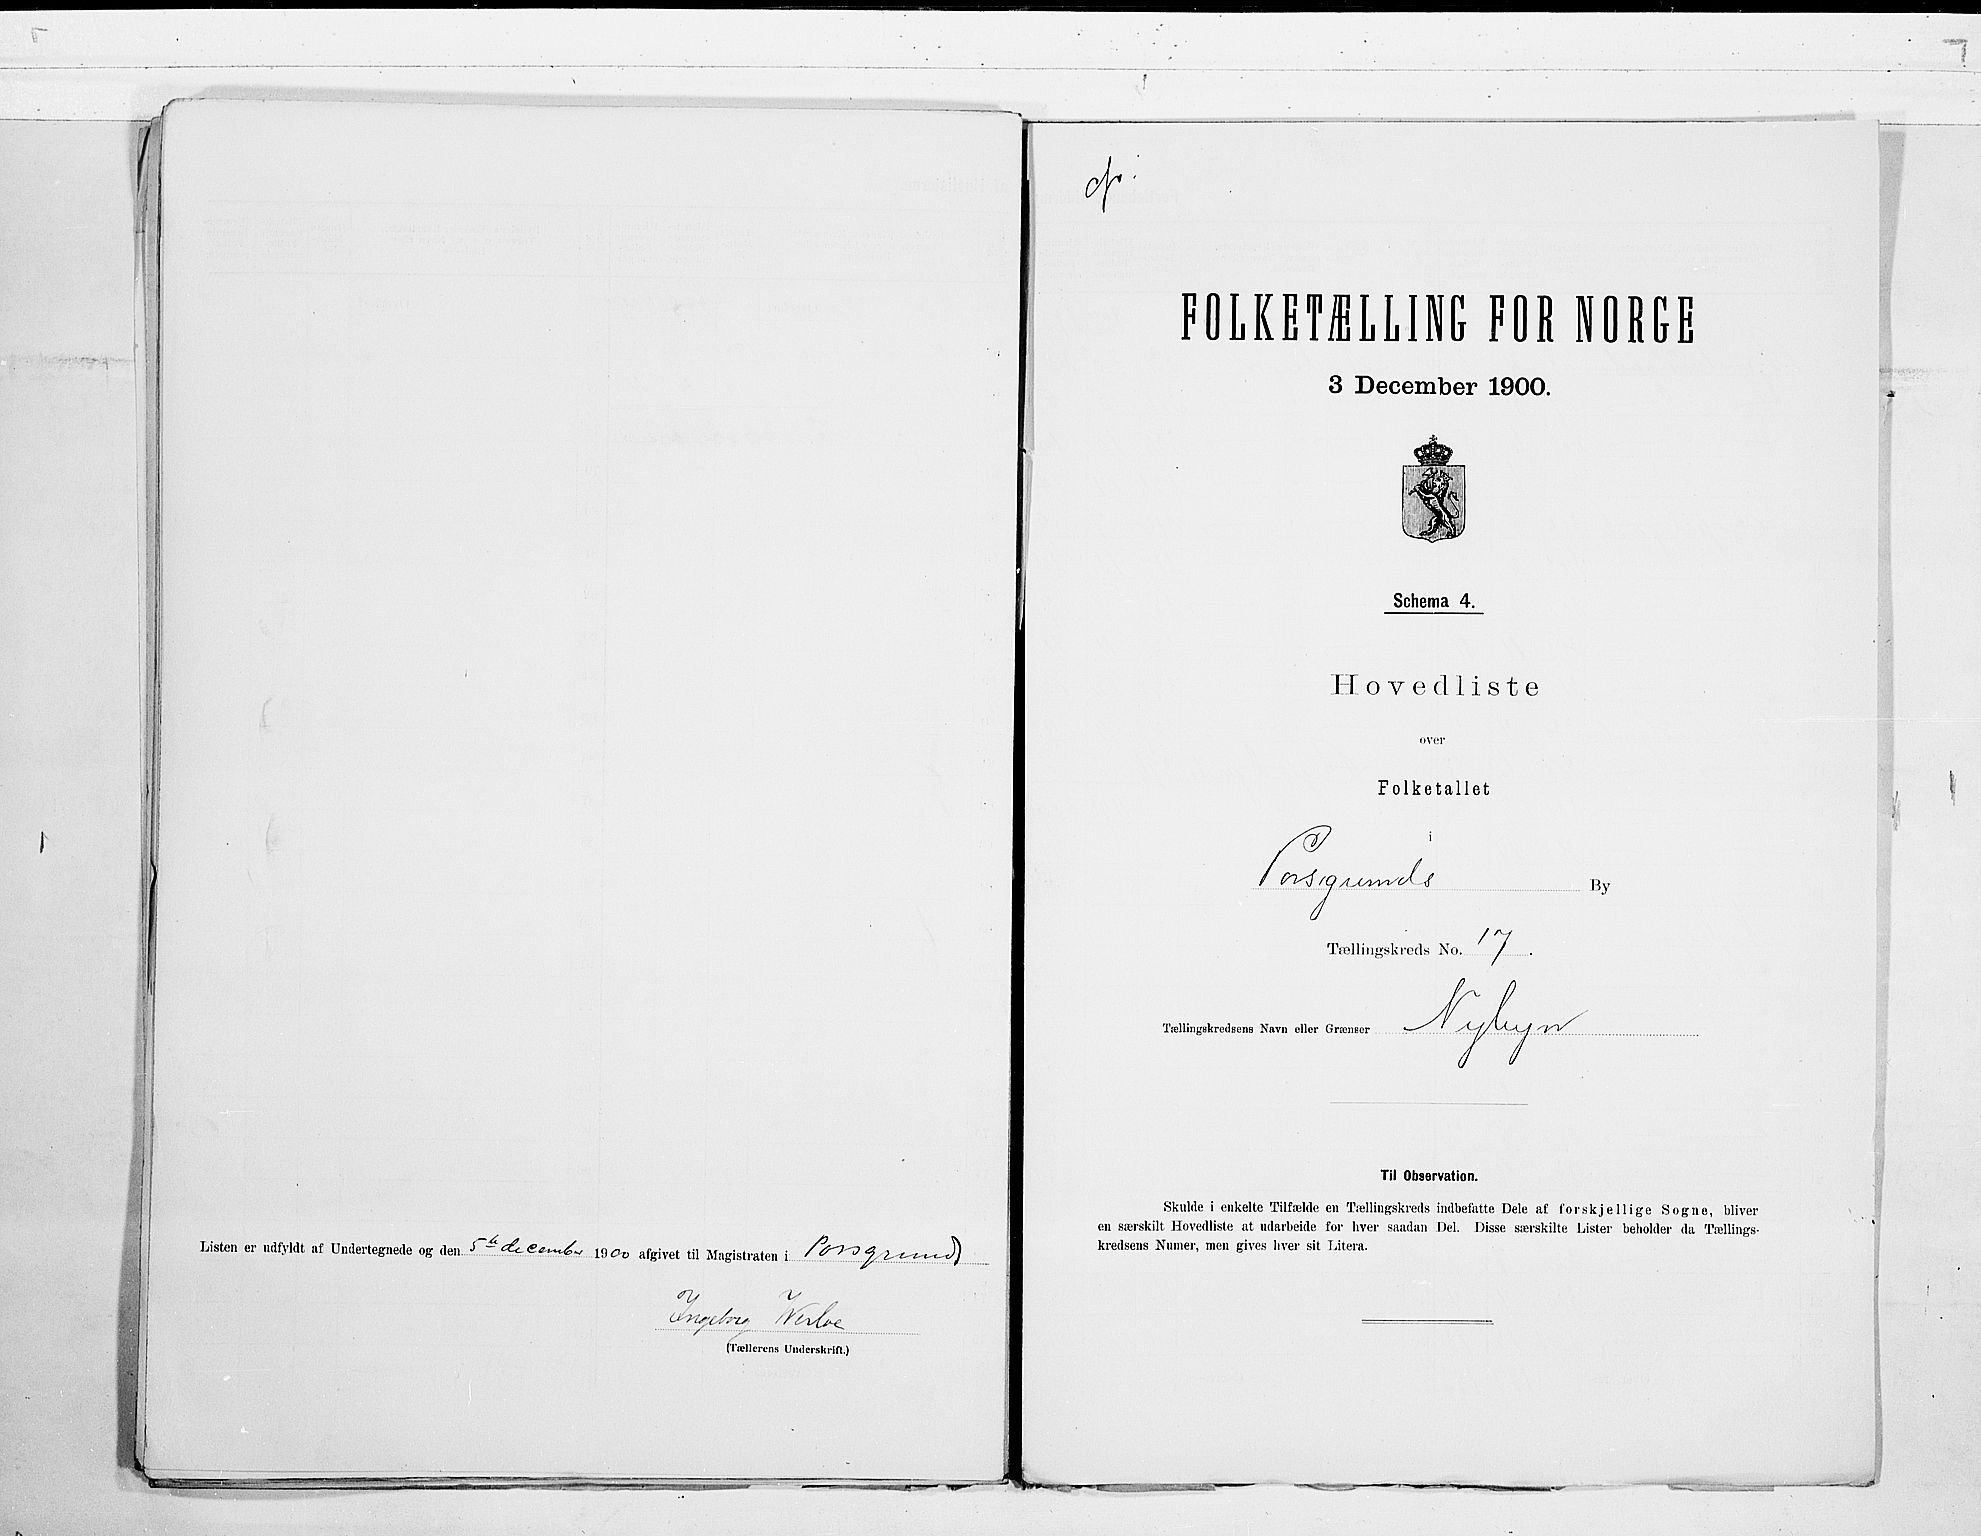 Listen er udfyldt af Undertegnede og den 5te december 1900 afgivet til Magistraten i Porsgrund
Ingeborg
(Tællerens Underskrift.)
FOLKETÆLLING FOR NORGE
3 December 1900.
Schema 4.
Hovedliste
over
Folketallet
i
Porsgrunds By
Tællingskreds No. 17.
Tællingskredsens Navn eller Grænser Nybyn
Til Observation.
Skulde i enkelte Tilfælde en Tællingskreds indbefatte Dele af forskjellige Sogne, bliver
en særskilt Hovedliste at udarbeide for hver saadan Del. Disse særskilte Lister beholder da Tællings-
kredsens Numer, men gives hver sit Litera.